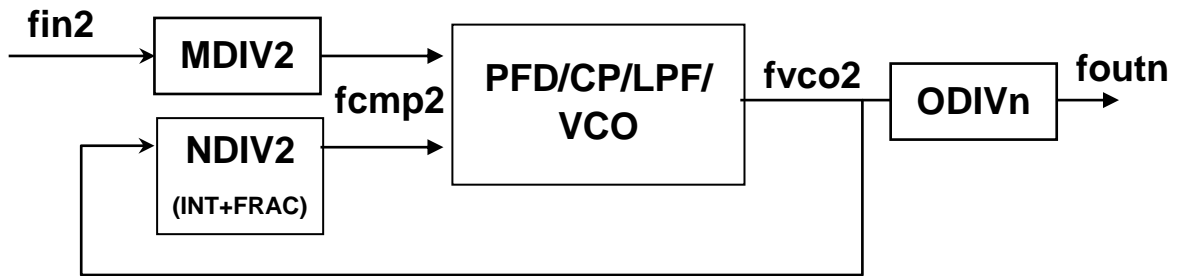 fin2
MDIV2
fcmp2
NDIV2
(INT+FRAC)
PFD/CP/LPF/
VCO
fvco2
ODIVn
foutn